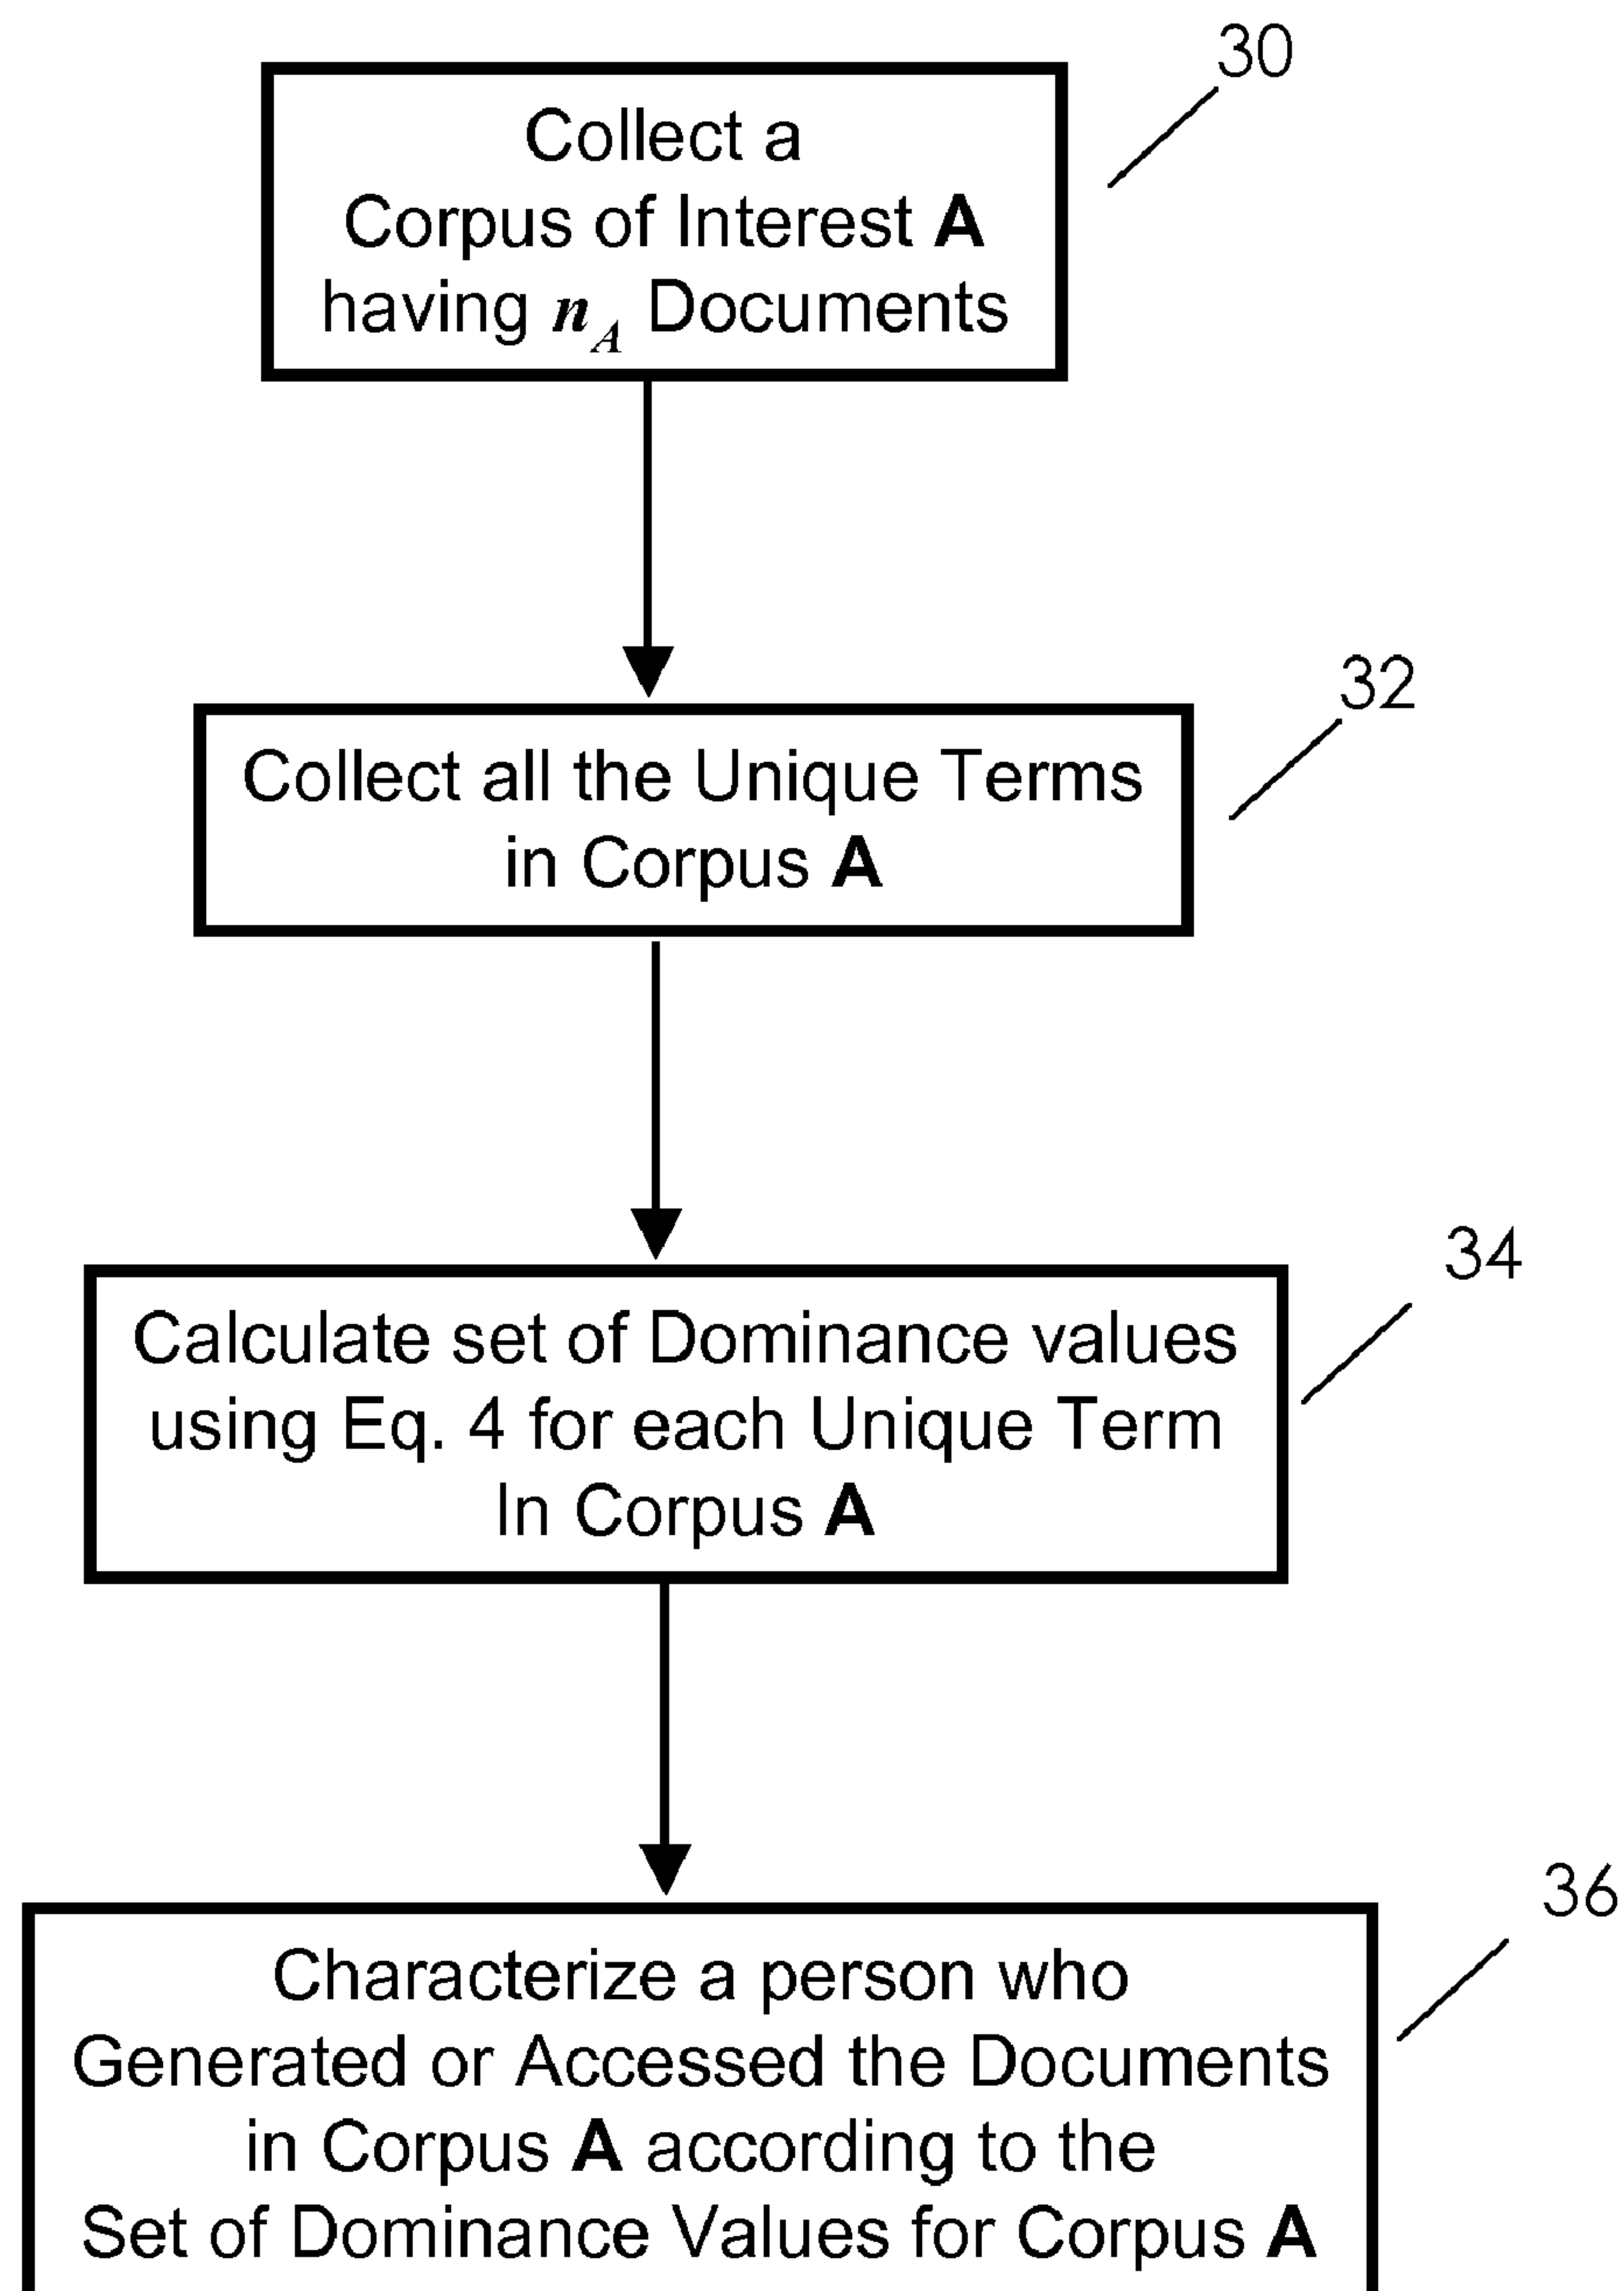 30
Collect a
Corpus of Interest A
having nA Documents
32
Collect all the Unique Terms
in Corpus A
34
Calculate set of Dominance values
using Eq. 4 for each Unique Term
In Corpus A
36
Characterize a person who
Generated or Accessed the Documents
in Corpus A according to the
Set of Dominance Values for Corpus A